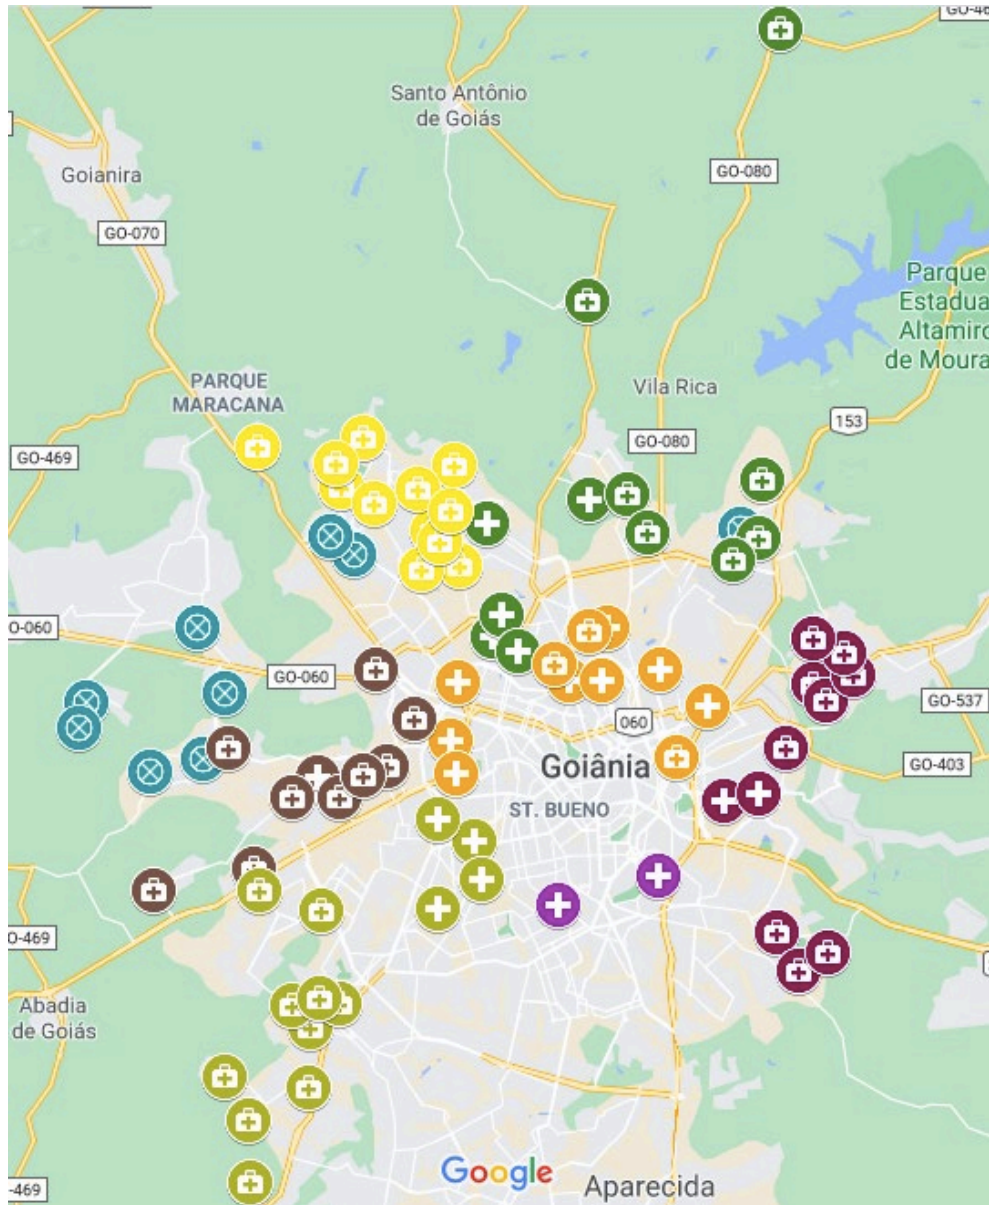 GO-46
Santo Antônio
de Goiás
Goianira
GO-080
GO-070
Parque
Estadua
Altamiro
de Moura
PARQUE
MARACANA
Vila Rica
153
GO-080
GO-469
O-060
GO-060
GO-537
060
Goiânia
GO-403
ST. BUENO
O-469
Abadia
de Goiás
Google
Aparecida
-469